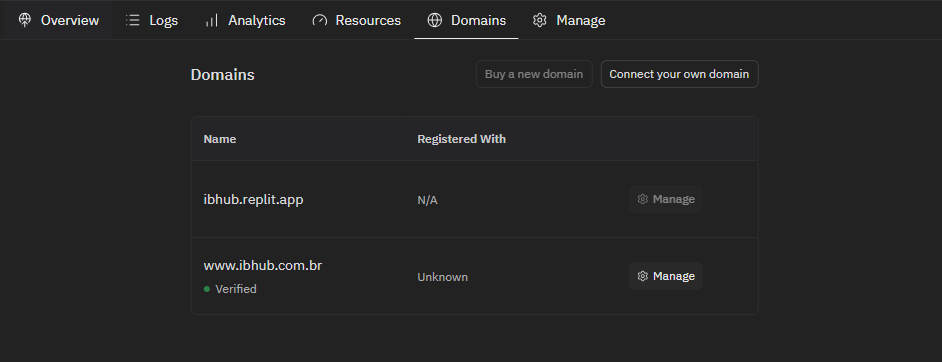 Overview Logs Analytics Resources Domains Manage
Domains Buy a new domain Connect your own domain
Name Registered With
ibhub.replit.app N/A Manage
www.ibhub.com.br
Unknown Manage
Verified